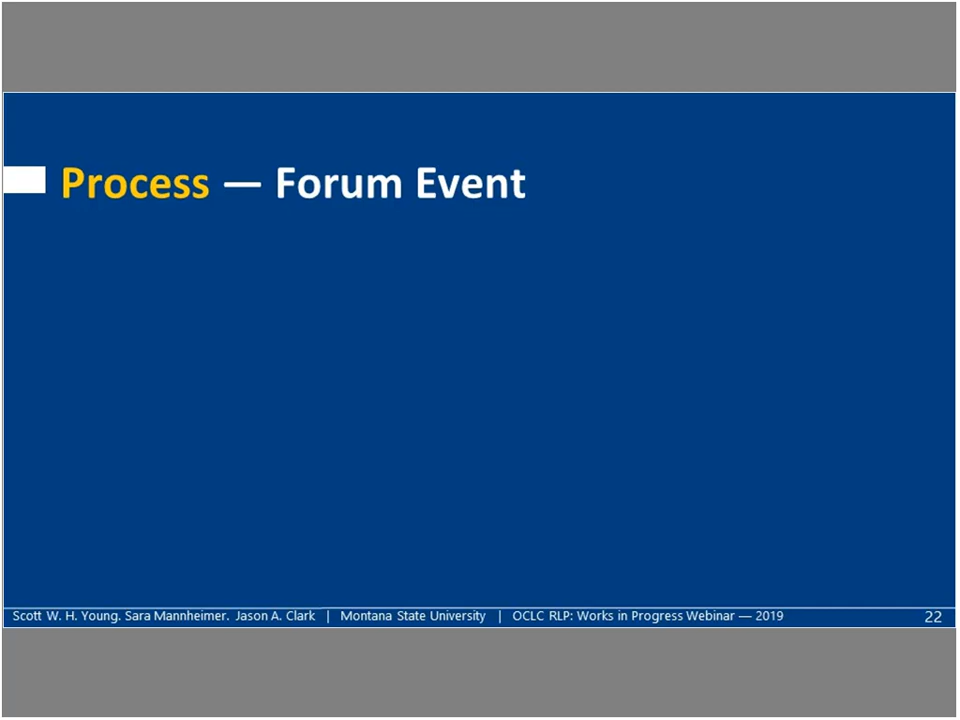 Process — Forum Event
Scott W. H. Young. Sara Mannheimer. Jason A. Clark | Montana State University | OCLC RLP: Works in Progress Webinar — 2019 22